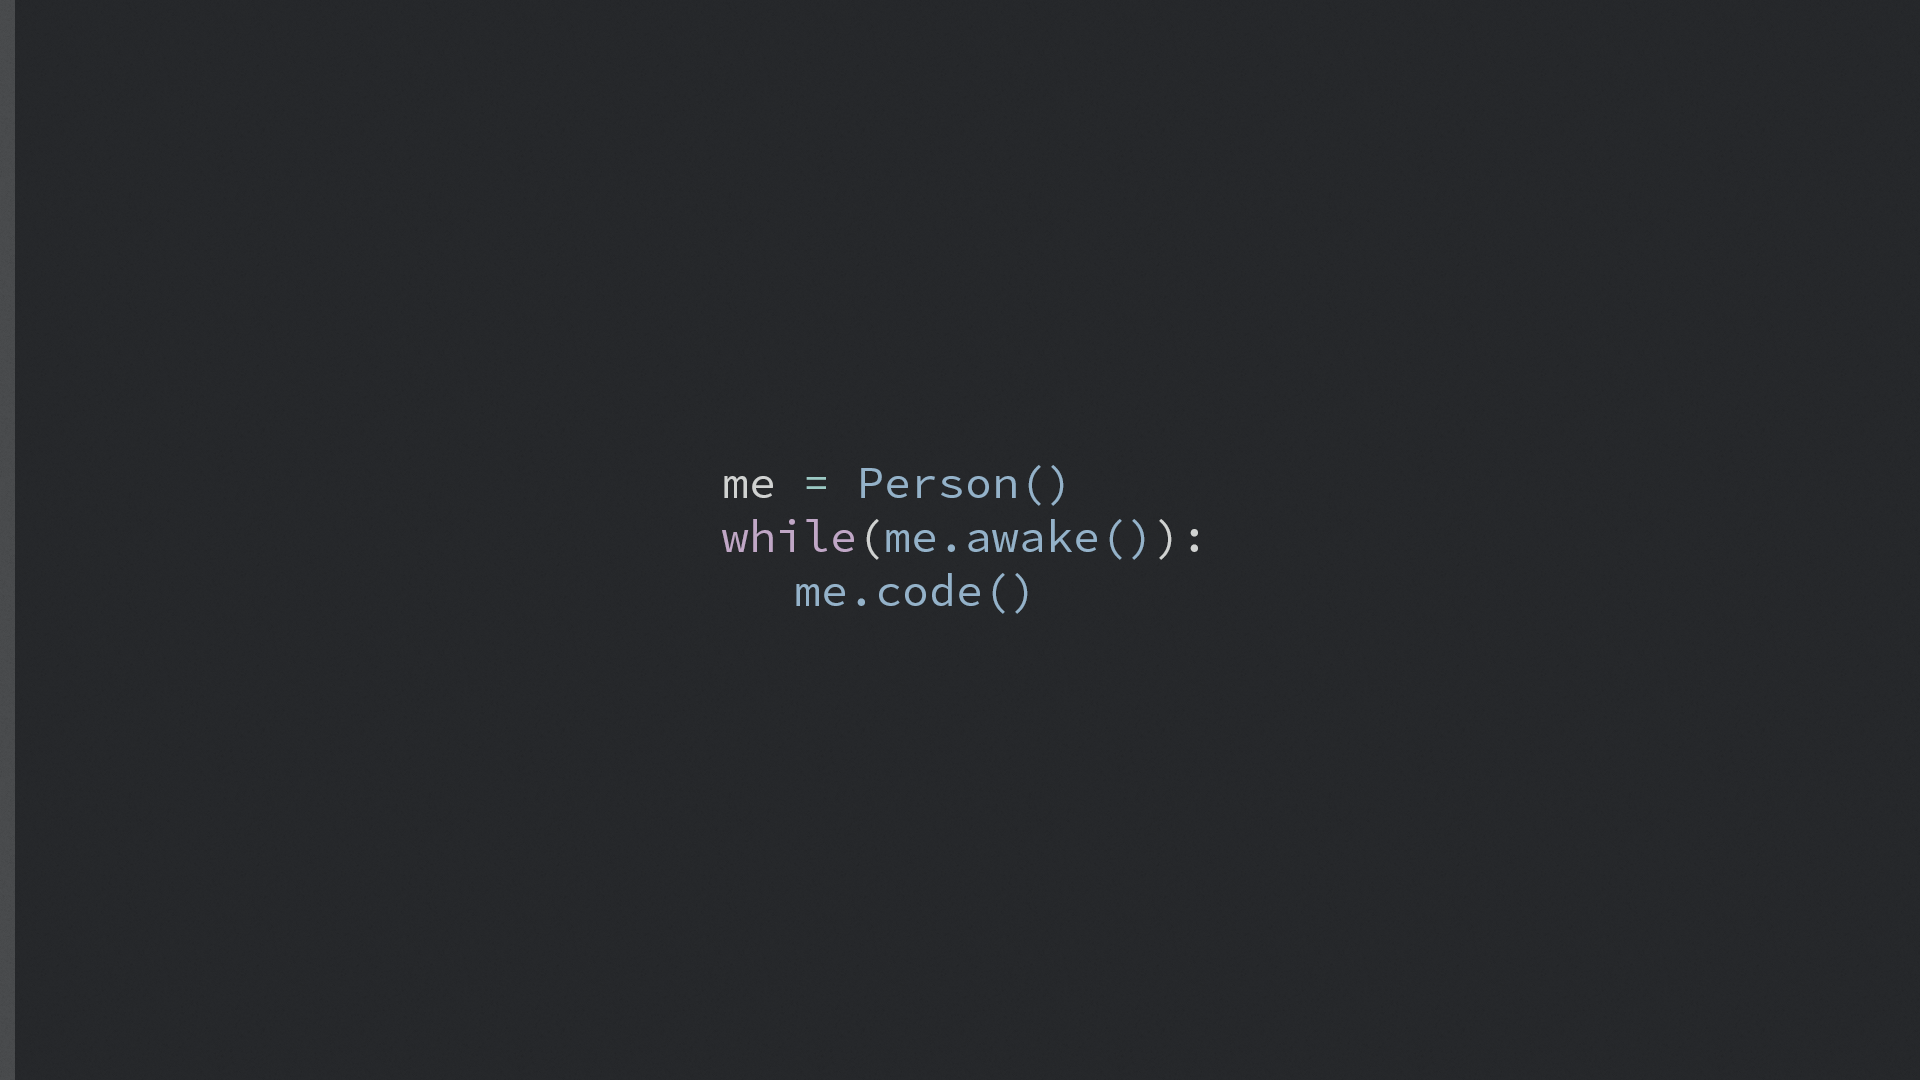 me = Person()
while(me.awake()):
   me.code()